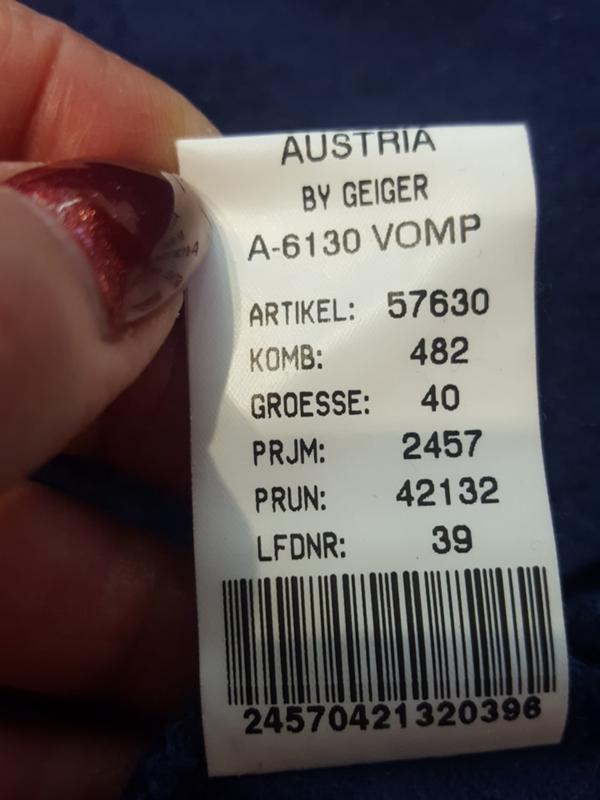 AUSTRIA
BY GEIGER
A-6130 VOMP
ARTIKEL: 57630
KOMB: 482
GROESSE: 40
PRJM: 2457
PRUN: 42132
LFDNR: 39
24570421320396